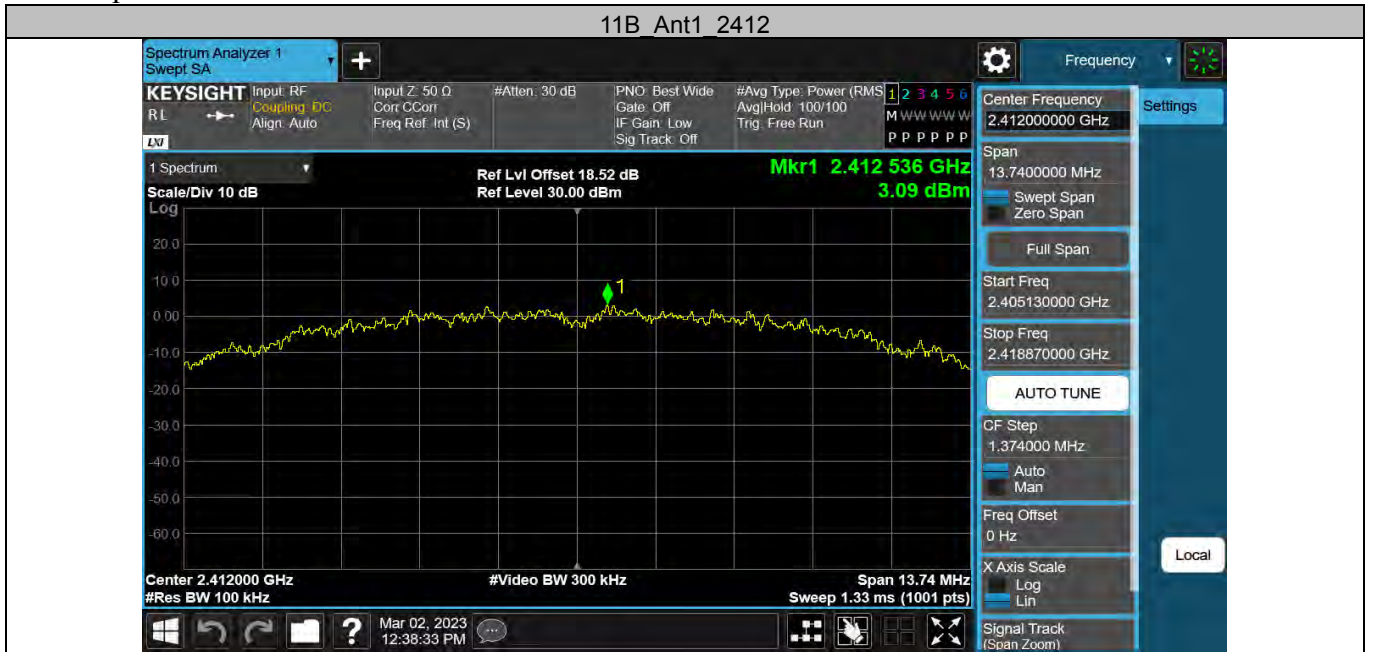 11B_Ant1_2412
Spectrum Analyzer 1
Swept SA
Frequency
KEYSIGHT
RL
LXI
Input: RF
Coupling: DC
Align: Auto
Input Z: 50 Ω
Corr CCorr
Freq Ref: Int (S)
#Atten: 30 dB
PNO: Best Wide
Gate: Off
IF Gain: Low
Sig Track: Off
#Avg Type: Power (RMS
Avg|Hold: 100/100
Trig: Free Run
1 2 3 4 5 6
M W W W W W
P P P P P P
Center Frequency
2.412000000 GHz
Settings
1 Spectrum
Scale/Div 10 dB
Ref Lvl Offset 18.52 dB
Ref Level 30.00 dBm
Mkr1 2.412 536 GHz
3.09 dBm
Log
20.0
10.0
0.00
-10.0
-20.0
-30.0
-40.0
-50.0
-60.0
1
Span
13.7400000 MHz
Swept Span
Zero Span
Full Span
Start Freq
2.405130000 GHz
Stop Freq
2.418870000 GHz
AUTO TUNE
CF Step
1.374000 MHz
Auto
Man
Freq Offset
0 Hz
X Axis Scale
Log
Lin
Signal Track
(Span Zoom)
Local
Center 2.412000 GHz
#Res BW 100 kHz
#Video BW 300 kHz
Span 13.74 MHz
Sweep 1.33 ms (1001 pts)
?
Mar 02, 2023
12:38:33 PM